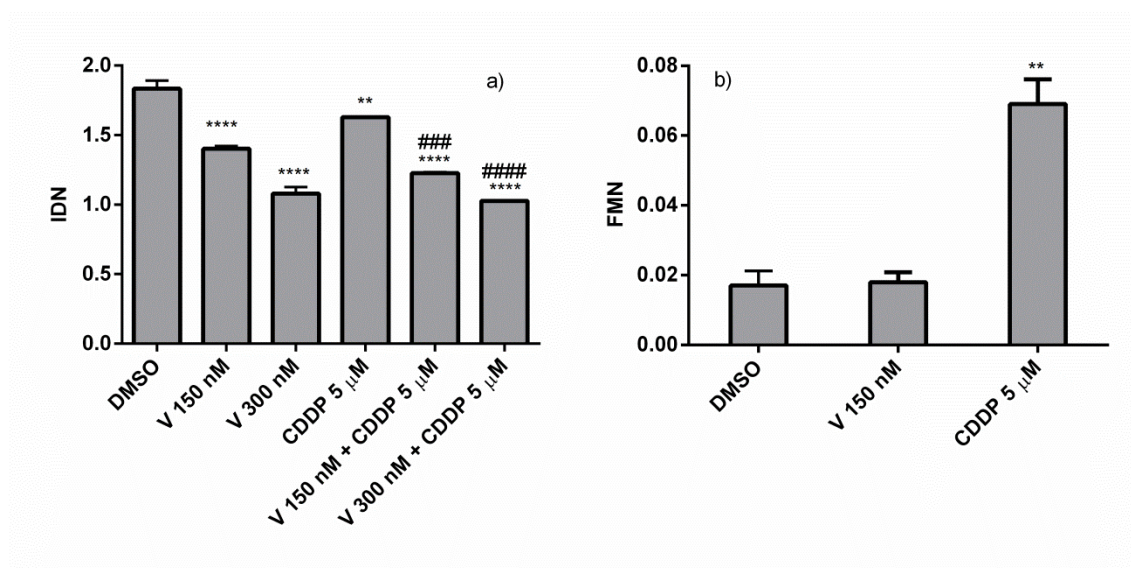 a)
IDN
2.0
1.5
1.0
0.5
0.0
****
****
**
###
****
####
****
DMSO
V 150 nM
V 300 nM
CDDP 5 μM
V 150 nM + CDDP 5 μM
V 300 nM + CDDP 5 μM
b)
FMN
0.08
0.06
0.04
0.02
0.00
**
DMSO
V 150 nM
CDDP 5 μM